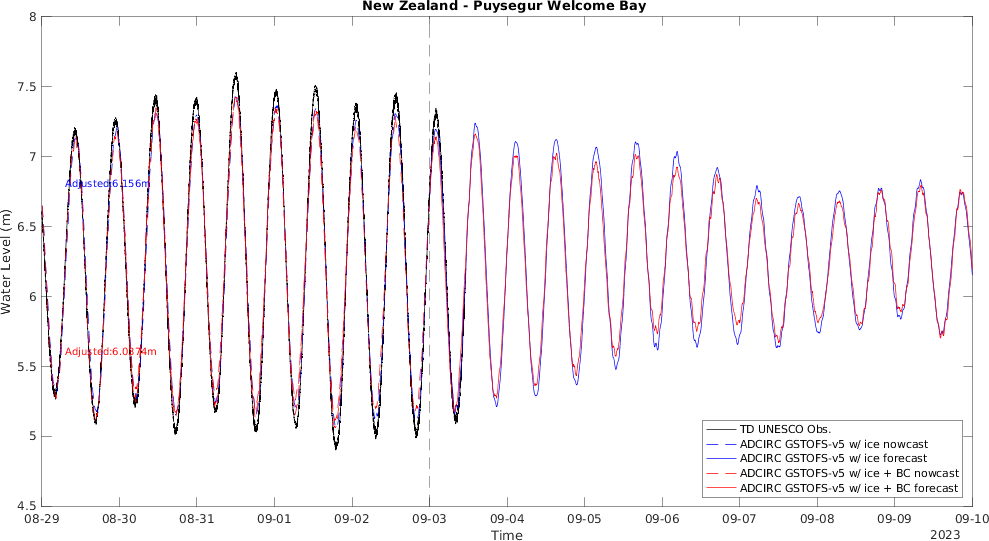 New Zealand - Puysegur Welcome Bay
8
7.5
7
6.5
6
5.5
5
4.5
Water Level (m)
Adjusted:6.156m
Adjusted:6.0374m
TD UNESCO Obs.
ADCIRC GSTOFS-v5 w/ ice nowcast
ADCIRC GSTOFS-v5 w/ ice forecast
ADCIRC GSTOFS-v5 w/ ice + BC nowcast
ADCIRC GSTOFS-v5 w/ ice + BC forecast
08-29 08-30 08-31 09-01 09-02 09-03 09-04 09-05 09-06 09-07 09-08 09-09 09-10
Time
2023